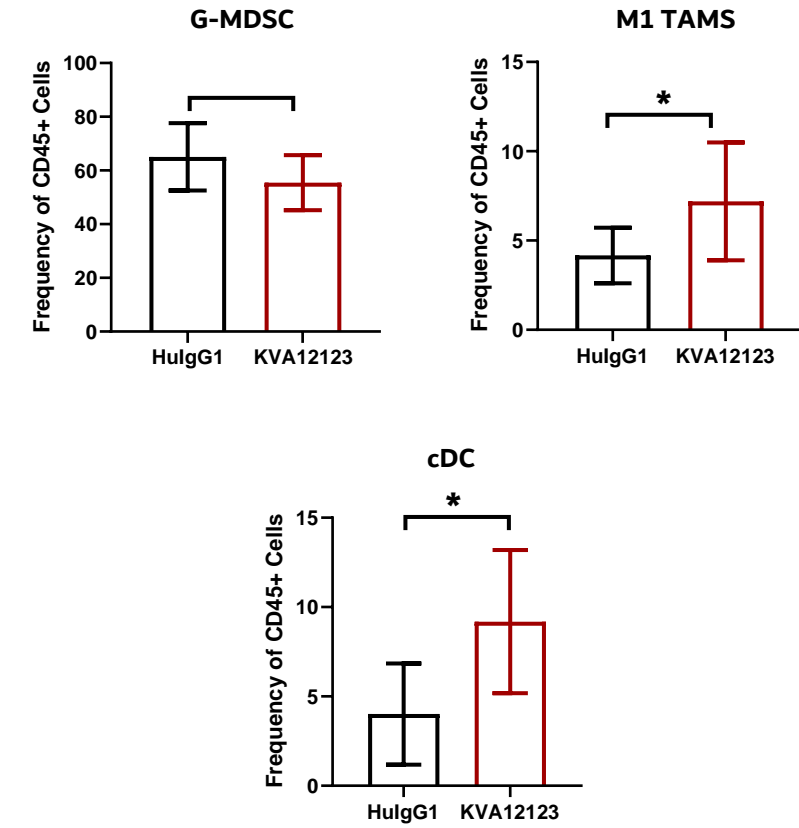 G-MDSC
Frequency of CD45+ Cells
100
80
60
40
20
0
HuIgG1 KVA12123
M1 TAMS
Frequency of CD45+ Cells
15
10
5
0
*
HuIgG1 KVA12123
cDC
Frequency of CD45+ Cells
15
10
5
0
*
HuIgG1 KVA12123